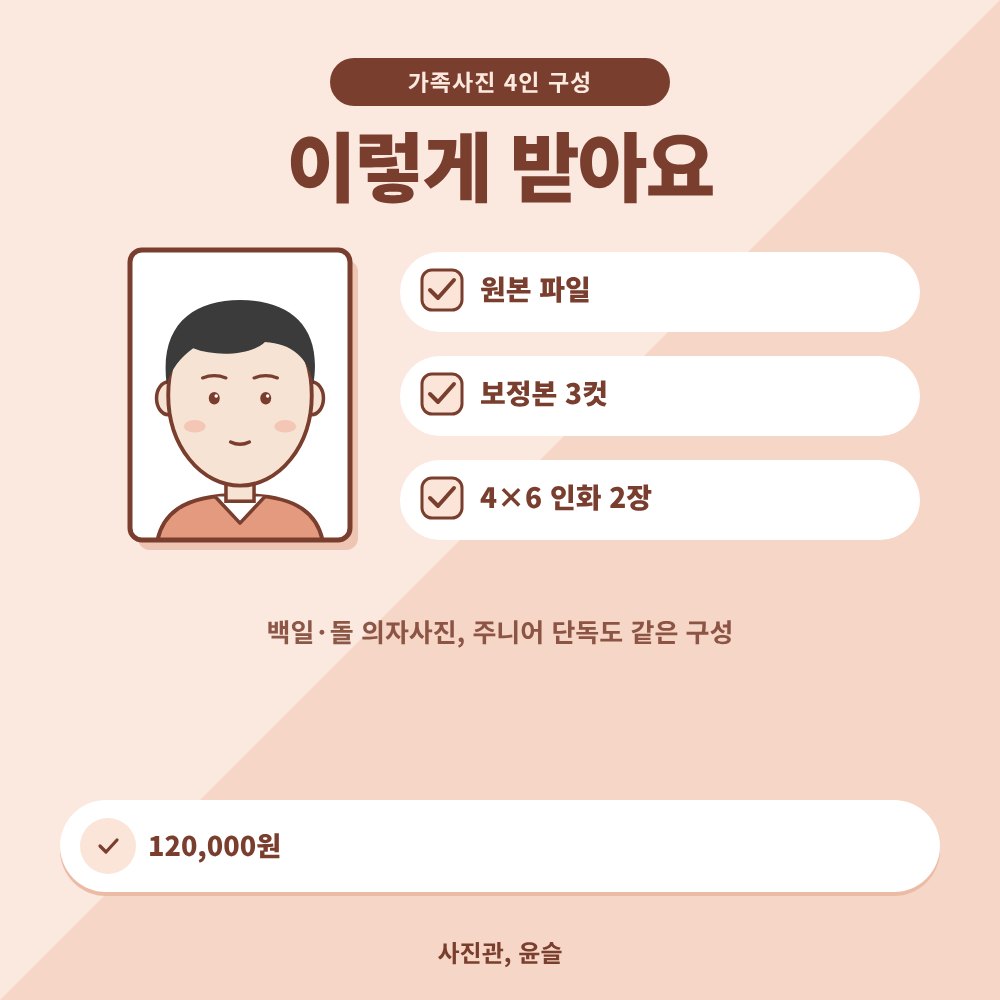 가족사진 4인 구성
이렇게 받아요
원본 파일
보정본 3컷
4×6 인화 2장
백일·돌 의자사진, 주니어 단독도 같은 구성
120,000원
사진관, 윤슬